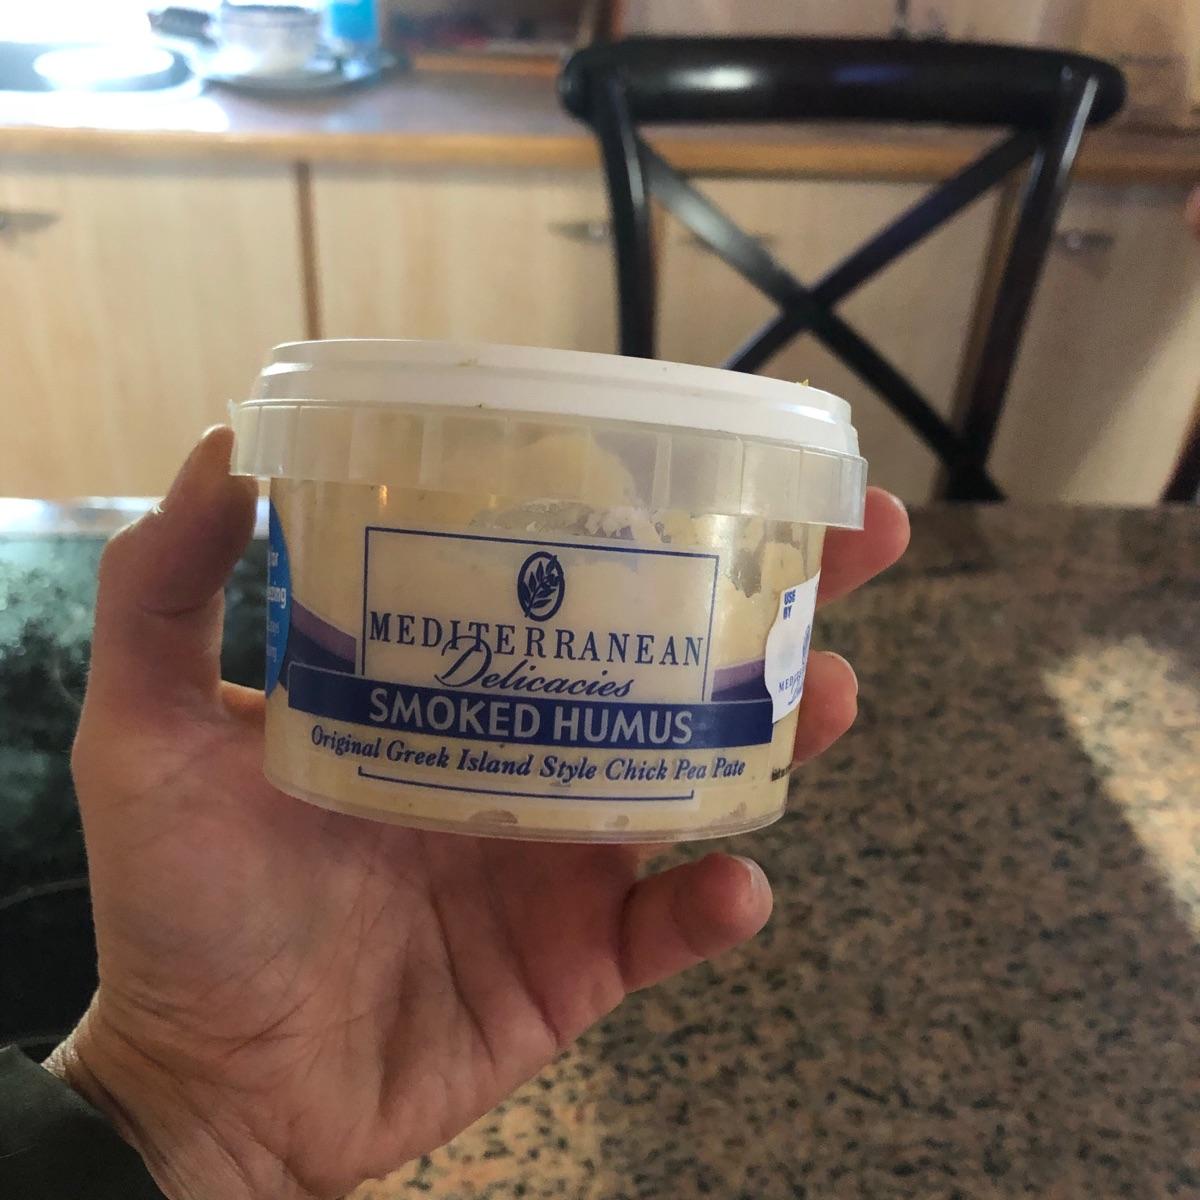 MEDITERRANEAN
Delicacies
SMOKED HUMUS
Original Greek Island Style Chick Pea Pate
USE
BY